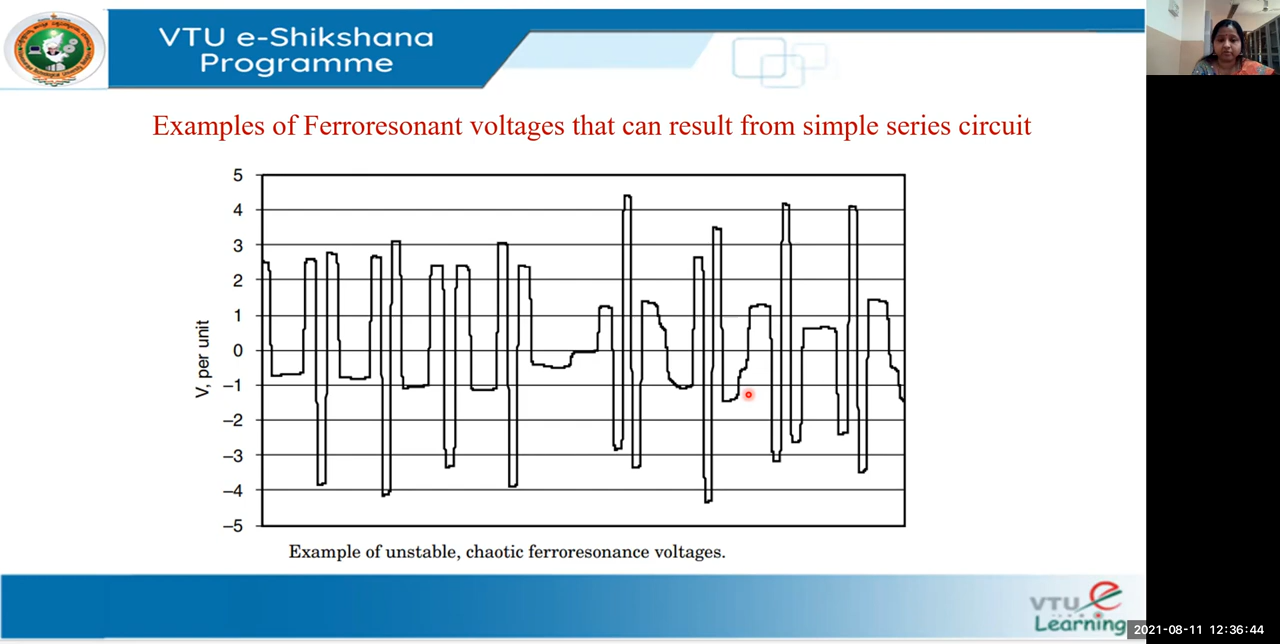 VTU e-Shikshana
Programme
Examples of Ferroresonant voltages that can result from simple series circuit
5
4
3
2
1
0
–1
–2
–3
–4
–5
V, per unit
Example of unstable, chaotic ferroresonance voltages.
VTU e
Learning
2021-08-11 12:36:44